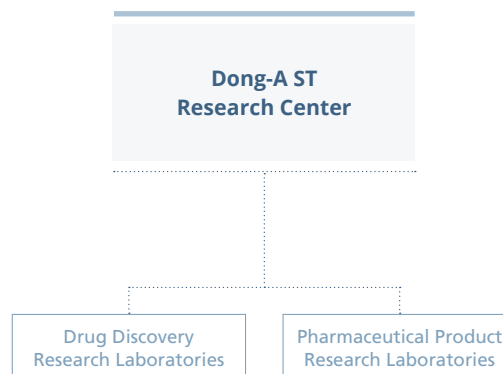 Dong-A ST
Research Center
Drug Discovery
Research Laboratories
Pharmaceutical Product
Research Laboratories